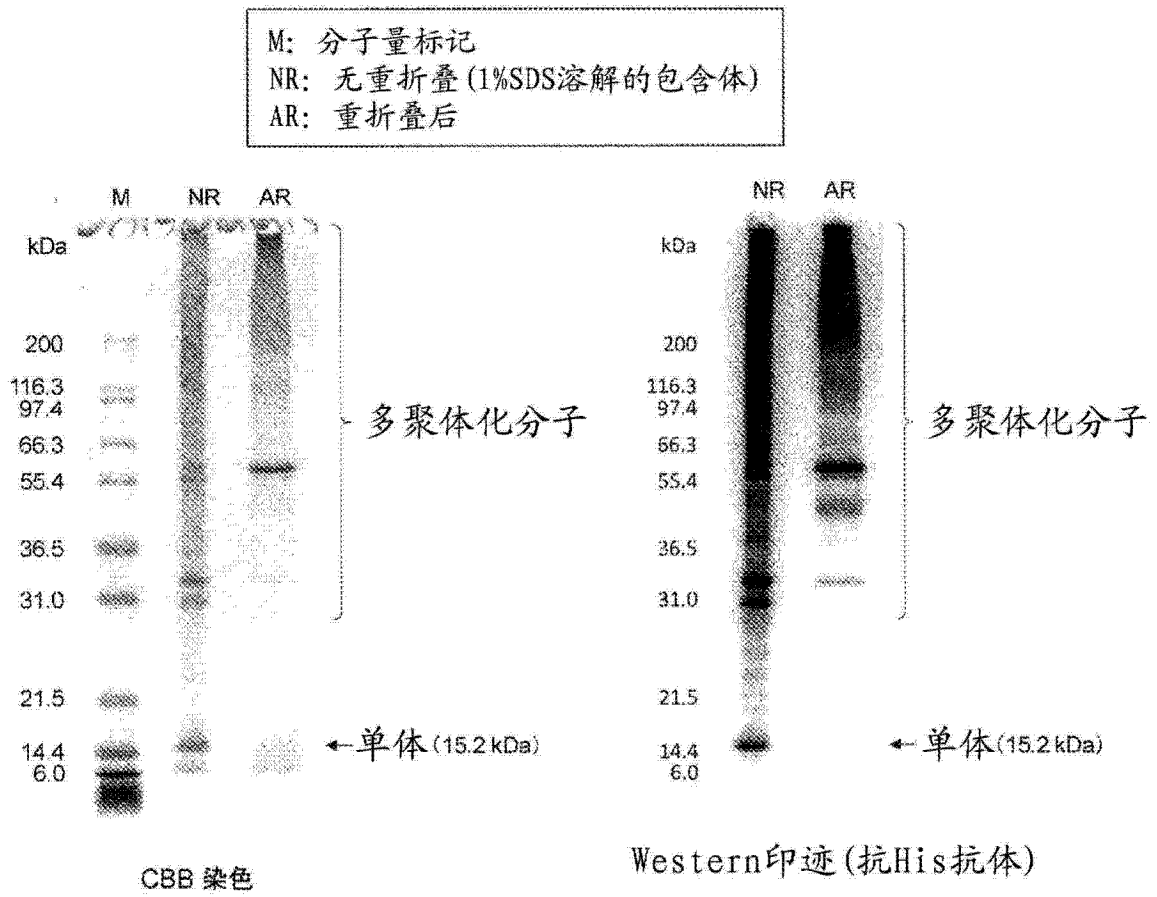 M: 分子量标记
NR: 无重折叠(1%SDS溶解的包含体)
AR: 重折叠后
M NR AR
kDa
200
116.3
97.4
66.3
55.4
36.5
31.0
21.5
14.4
6.0
多聚体化分子
←单体(15.2 kDa)
CBB 染色
NR AR
kDa
200
116.3
97.4
66.3
55.4
36.5
31.0
21.5
14.4
6.0
多聚体化分子
←单体(15.2 kDa)
Western印迹(抗His抗体)